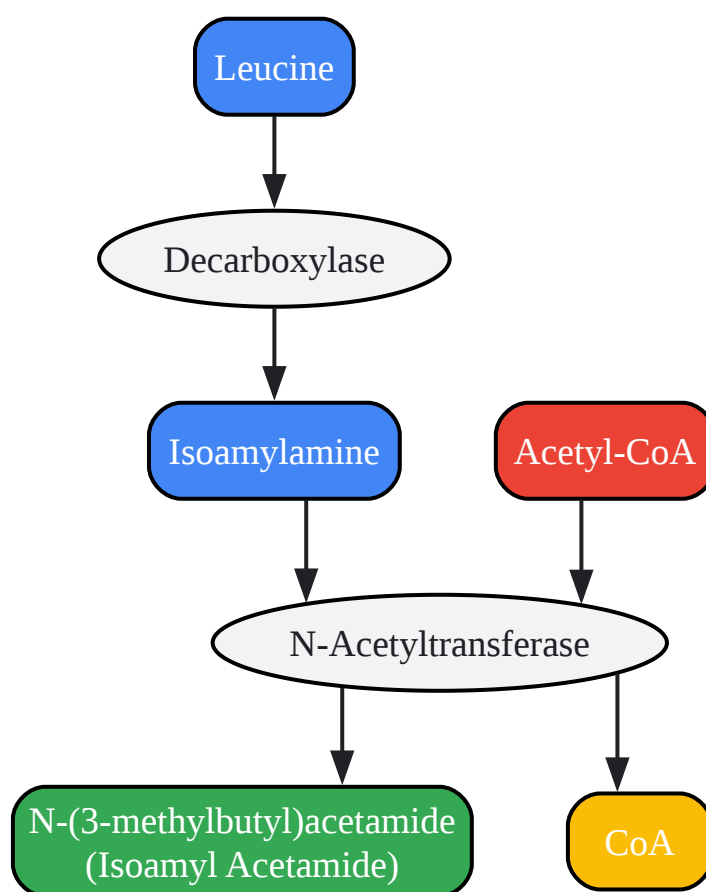 Leucine
Decarboxylase
Isoamylamine
Acetyl-CoA
N-Acetyltransferase
N-(3-methylbutyl)acetamide
(Isoamyl Acetamide)
CoA